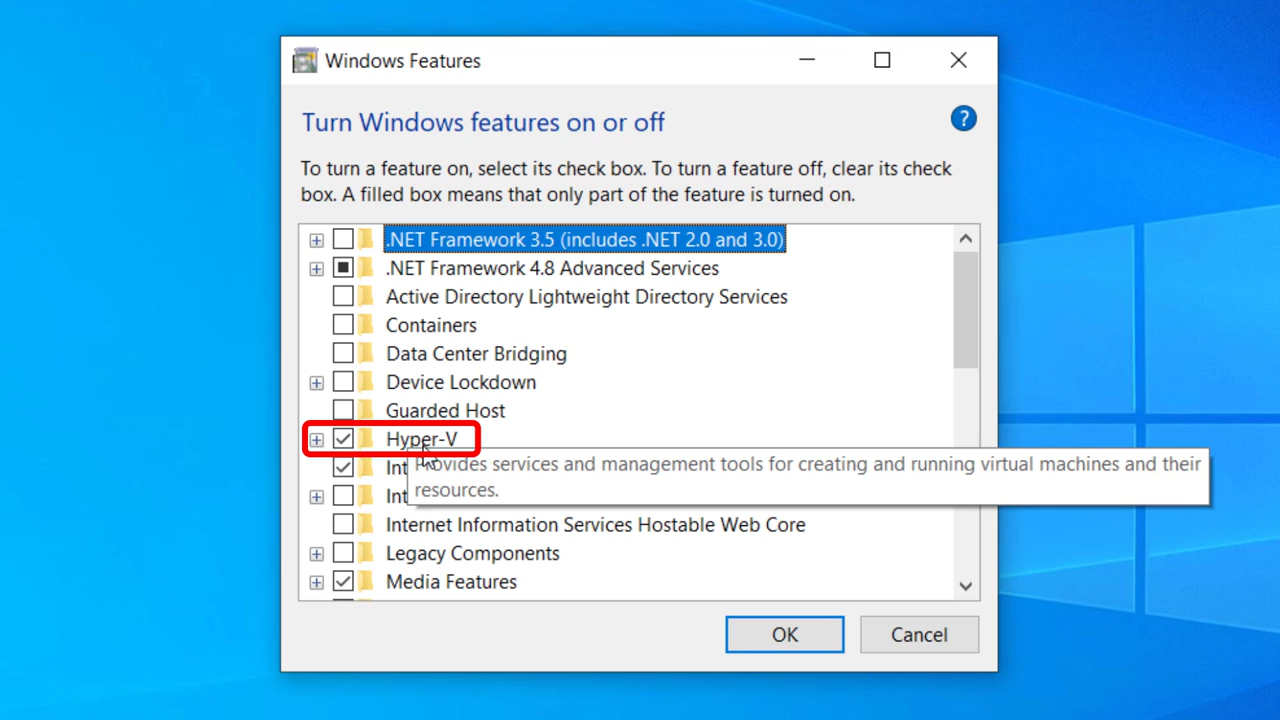 Windows Features
Turn Windows features on or off
?
To turn a feature on, select its check box. To turn a feature off, clear its check
box. A filled box means that only part of the feature is turned on.
.NET Framework 3.5 (includes .NET 2.0 and 3.0)
.NET Framework 4.8 Advanced Services
Active Directory Lightweight Directory Services
Containers
Data Center Bridging
Device Lockdown
Guarded Host
Hyper-V
Provides services and management tools for creating and running virtual machines and their
resources.
Internet Information Services Hostable Web Core
Legacy Components
Media Features
OK
Cancel